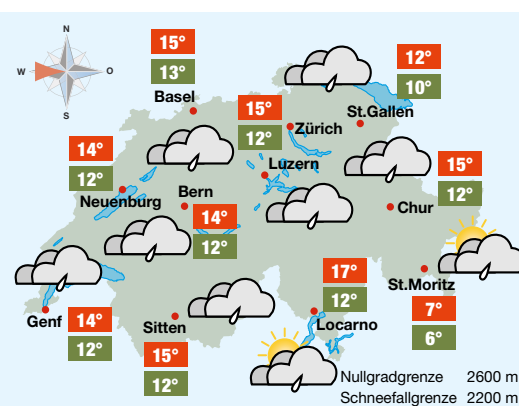 N
W
O
S
15°
13°
Basel
12°
10°
St.Gallen
15°
12°
Zürich
Luzern
14°
12°
Neuenburg
Bern
14°
12°
15°
12°
Chur
St.Moritz
7°
6°
17°
12°
Locarno
Genf
14°
12°
Sitten
15°
12°
Nullgradgrenze 2600 m
Schneefallgrenze 2200 m